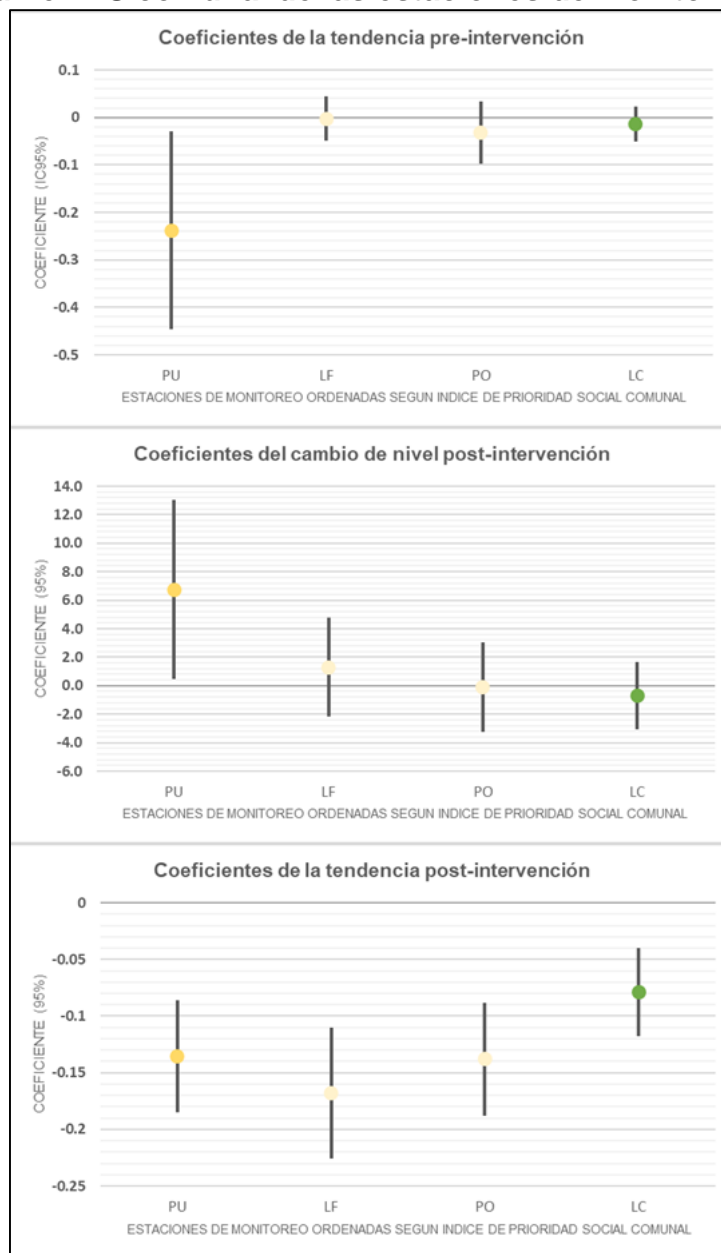 Coeficientes de la tendencia pre-intervención
0.1
0
-0.1
-0.2
-0.3
-0.4
-0.5
COEFICIENTE (IC95%)
PU LF PO LC
ESTACIONES DE MONITOREO ORDENADAS SEGUN INDICE DE PRIORIDAD SOCIAL COMUNAL
Coeficientes del cambio de nivel post-intervención
14.0
12.0
10.0
8.0
6.0
4.0
2.0
0.0
-2.0
-4.0
-6.0
COEFICIENTE (95%)
PU LF PO LC
ESTACIONES DE MONITOREO ORDENADAS SEGUN INDICE DE PRIORIDAD SOCIAL COMUNAL
Coeficientes de la tendencia post-intervención
0
-0.05
-0.1
-0.15
-0.2
-0.25
COEFICIENTE (95%)
PU LF PO LC
ESTACIONES DE MONITOREO ORDENADAS SEGUN INDICE DE PRIORIDAD SOCIAL COMUNAL